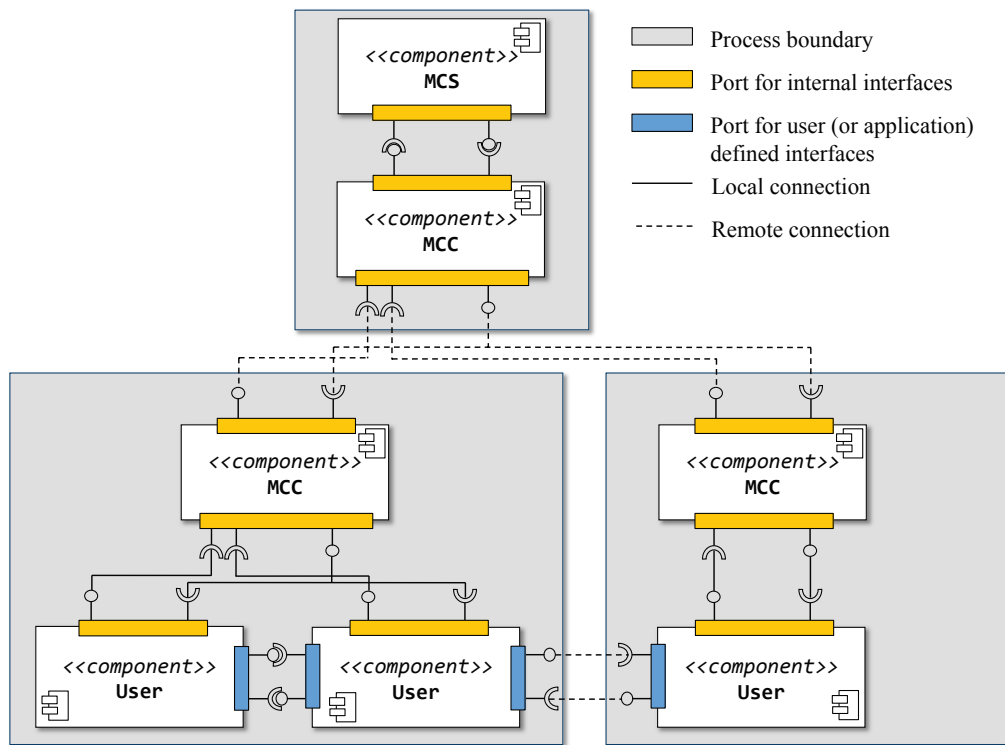 <<component>>
MCS
<<component>>
MCC
Process boundary
Port for internal interfaces
Port for user (or application)
defined interfaces
Local connection
Remote connection
<<component>>
MCC
<<component>>
MCC
<<component>>
User
<<component>>
User
<<component>>
User